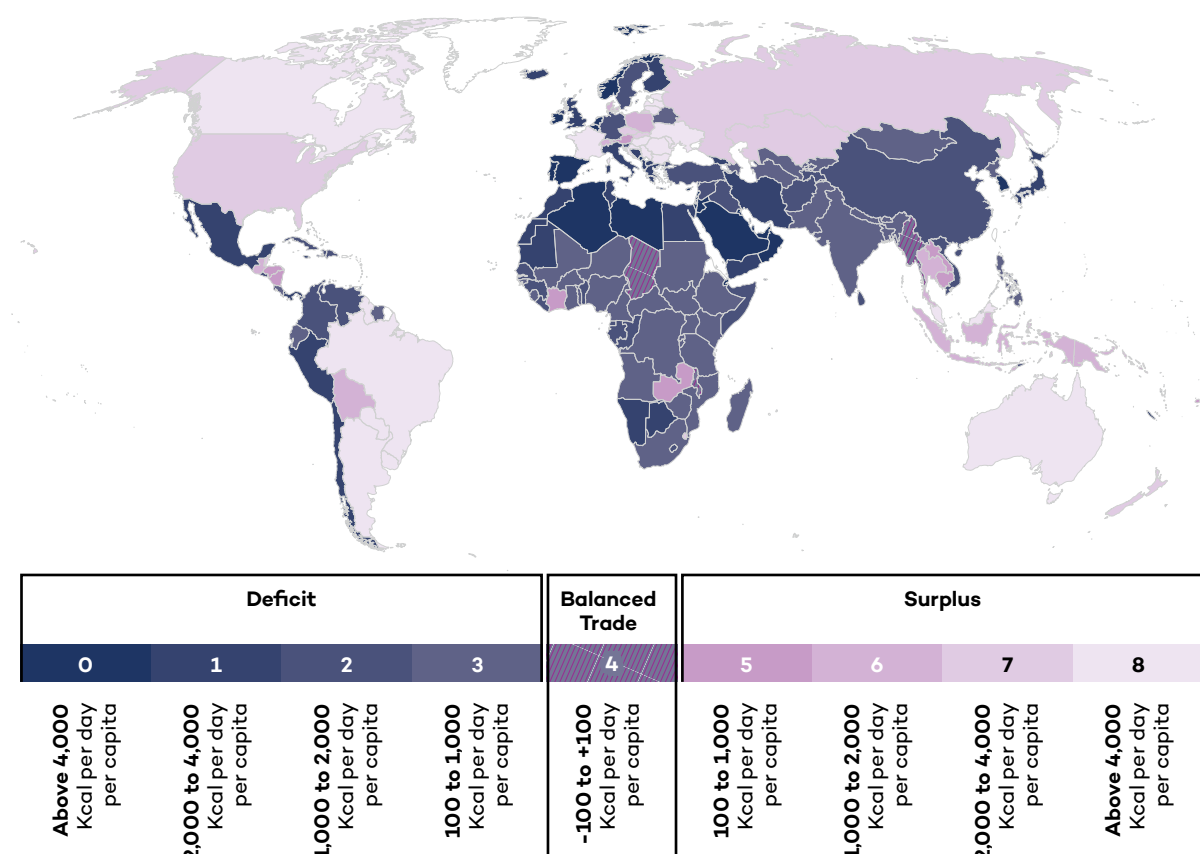 Deficit
Balanced
Trade
Surplus
0
1
2
3
4
5
6
7
8
Above 4,000
Kcal per day
per capita
2,000 to 4,000
Kcal per day
per capita
1,000 to 2,000
Kcal per day
per capita
100 to 1,000
Kcal per day
per capita
-100 to +100
Kcal per day
per capita
100 to 1,000
Kcal per day
per capita
1,000 to 2,000
Kcal per day
per capita
2,000 to 4,000
Kcal per day
per capita
Above 4,000
Kcal per day
per capita